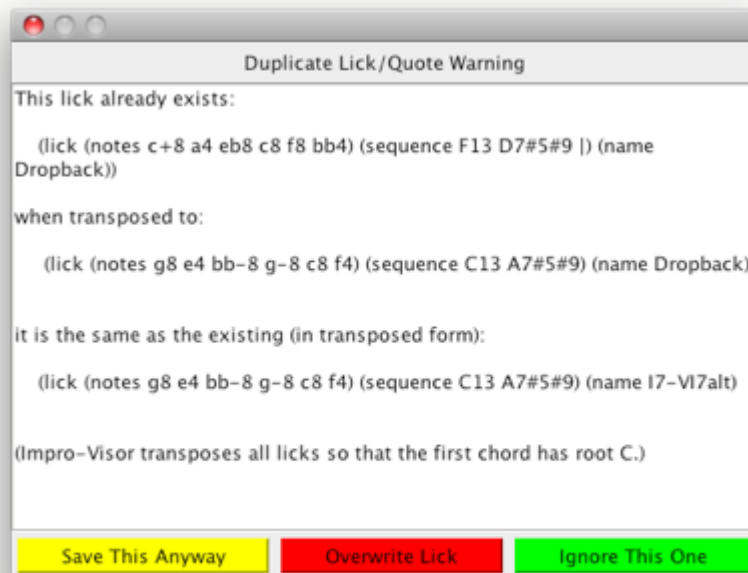 Duplicate Lick/Quote Warning
This lick already exists:
(lick (notes c+8 a4 eb8 c8 f8 bb4) (sequence F13 D7#5#9 |) (name
Dropback))
when transposed to:
(lick (notes g8 e4 bb-8 g-8 c8 f4) (sequence C13 A7#5#9) (name Dropback)
it is the same as the existing (in transposed form):
(lick (notes g8 e4 bb-8 g-8 c8 f4) (sequence C13 A7#5#9) (name I7-VI7alt)
(Impro-Visor transposes all licks so that the first chord has root C.)
Save This Anyway Overwrite Lick Ignore This One